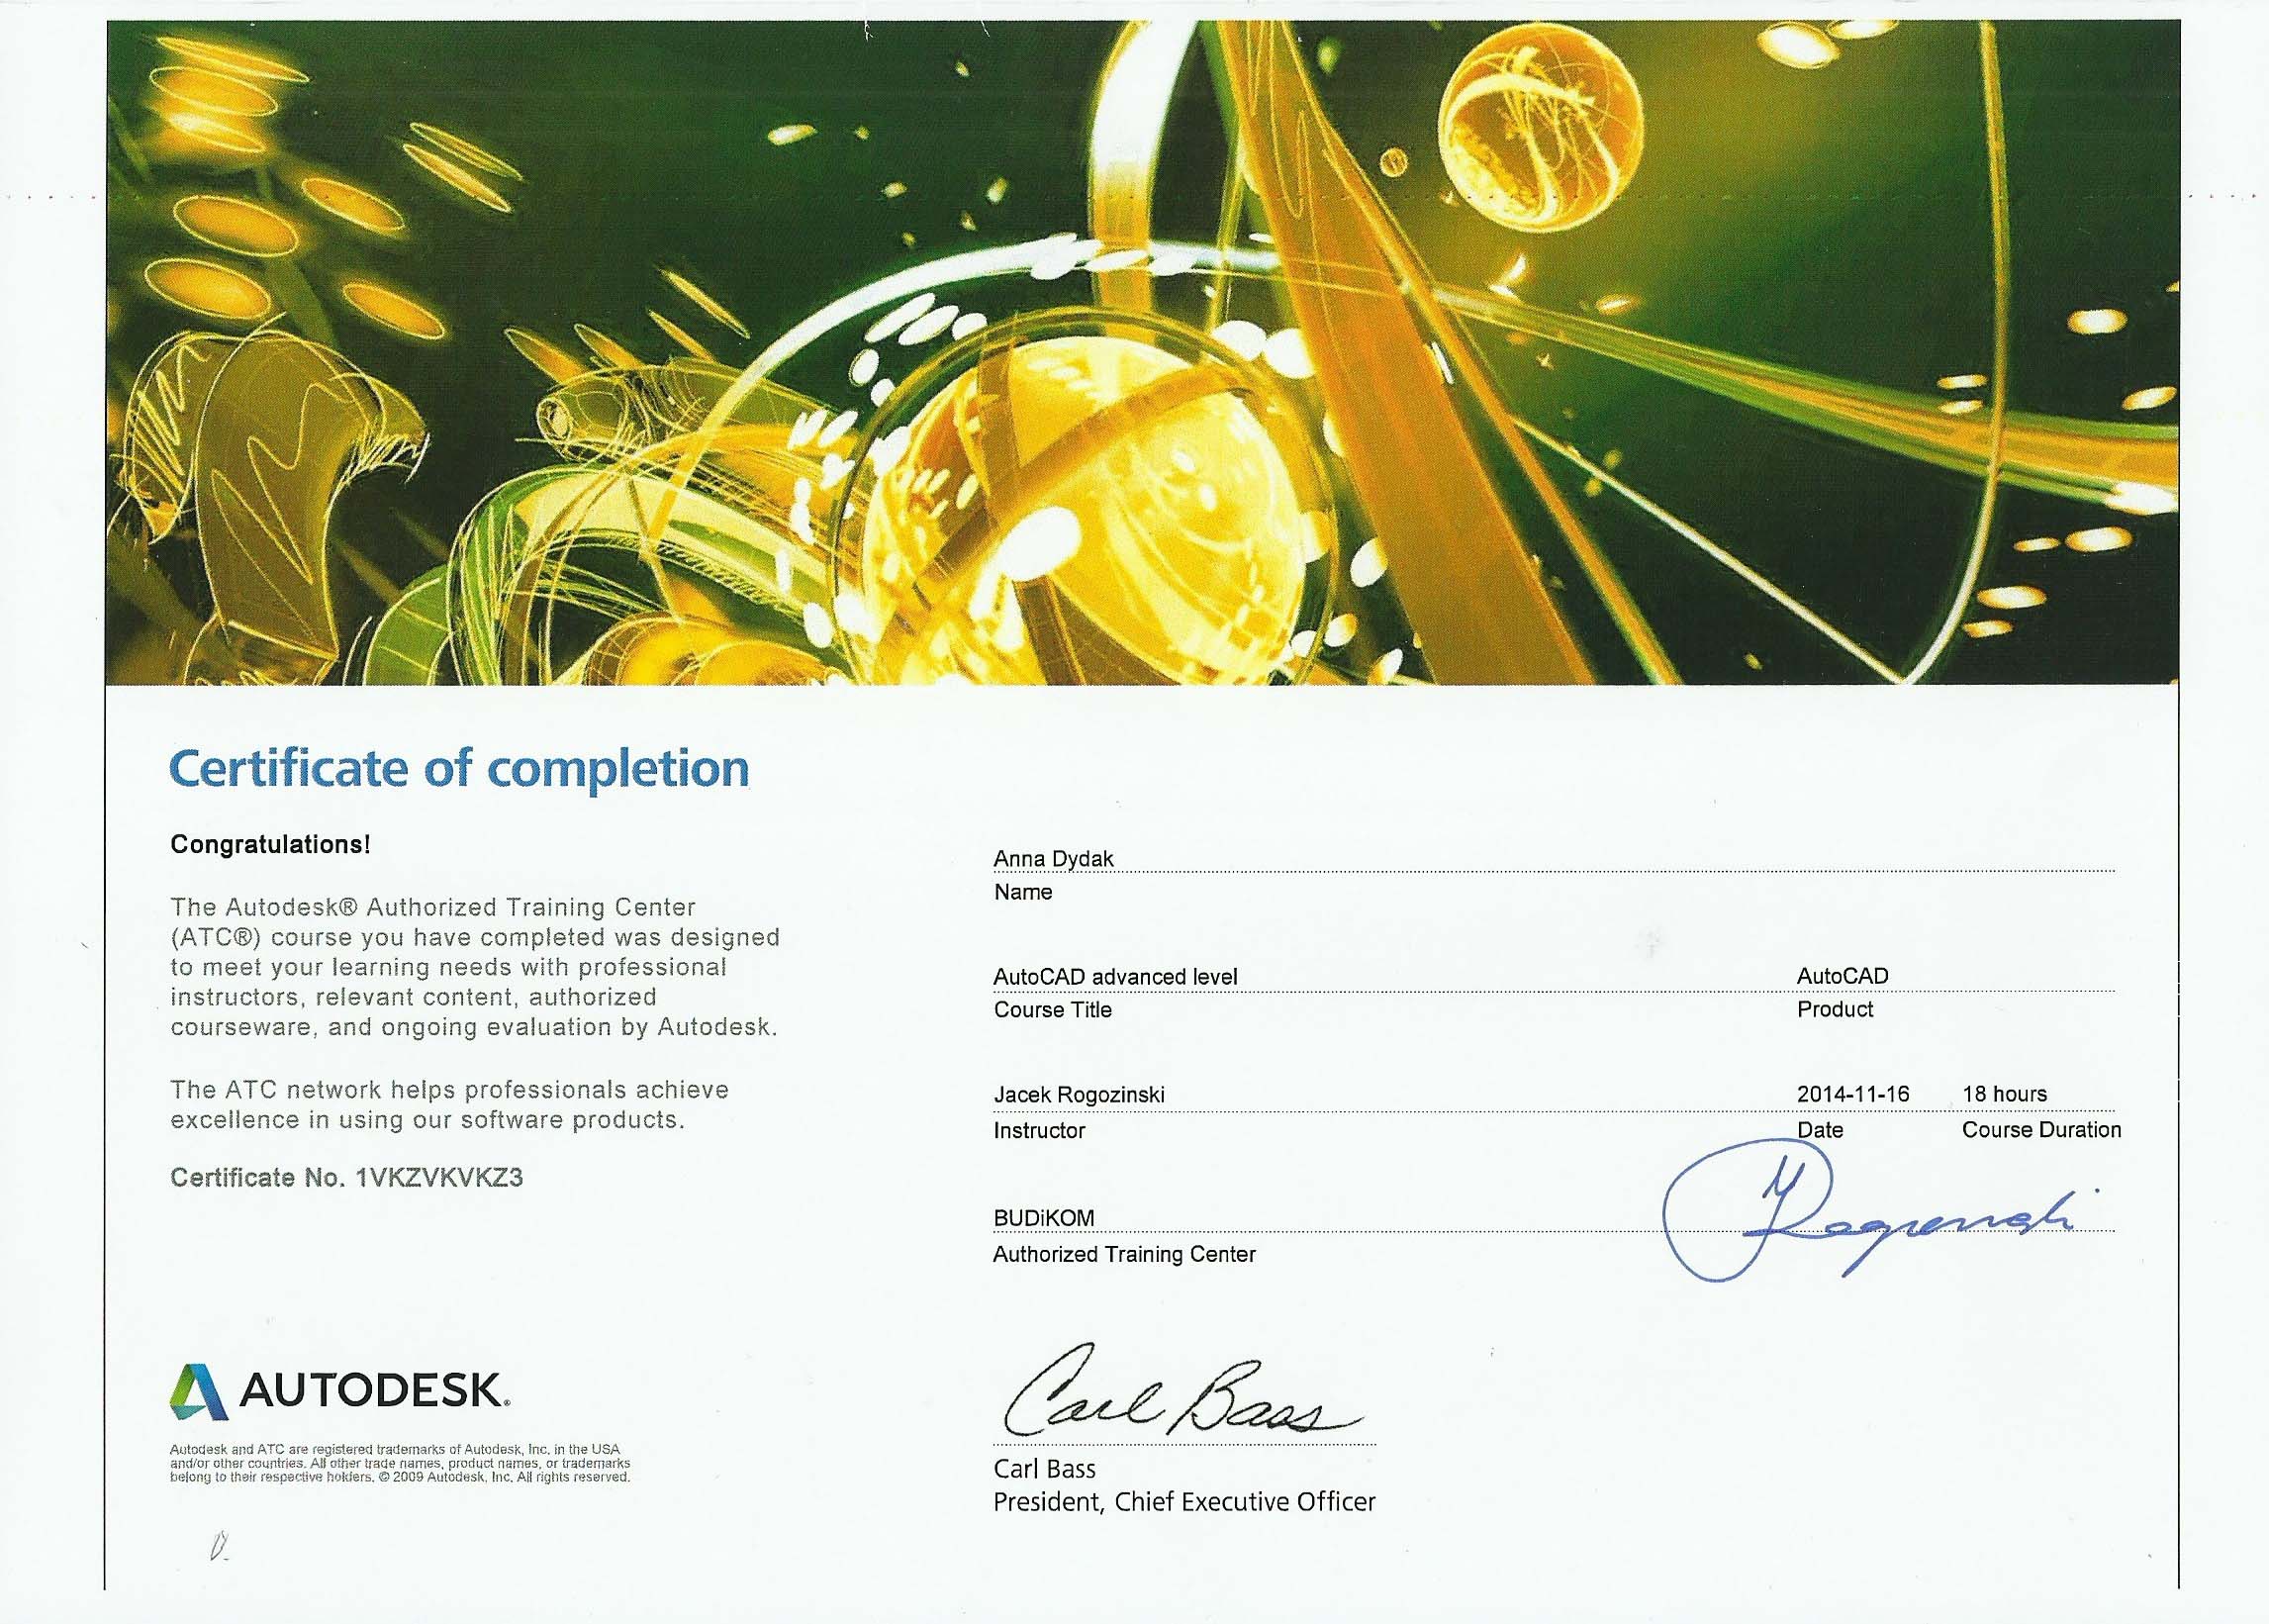 Certificate of completion
Congratulations!
The Autodesk® Authorized Training Center
(ATC®) course you have completed was designed
to meet your learning needs with professional
instructors, relevant content, authorized
courseware, and ongoing evaluation by Autodesk.
The ATC network helps professionals achieve
excellence in using our software products.
Certificate No. 1VKZVKVKZ3
Anna Dydak
Name
AutoCAD advanced level
AutoCAD
Course Title
Product
Jacek Rogozinski
2014-11-16
18 hours
Instructor
Date
Course Duration
BUDiKOM
Authorized Training Center
Carl Bass
Carl Bass
President, Chief Executive Officer
AUTODESK®
Autodesk and ATC are registered trademarks of Autodesk, Inc. in the USA
and/or other countries. All other trade names, product names, or trademarks
belong to their respective holders. © 2009 Autodesk, Inc. All rights reserved.